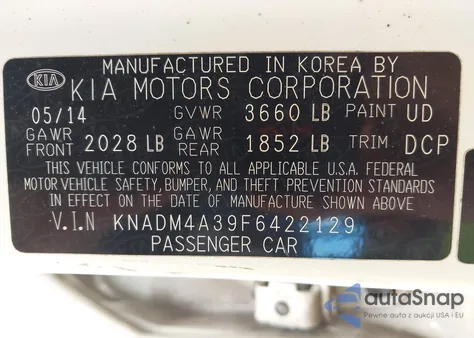 MANUFACTURED IN KOREA BY
KIA KIA MOTORS CORPORATION
05/14 GVWR 3660 LB PAINT UD
GAWR FRONT 2028 LB GAWR REAR 1852 LB TRIM. DCP
THIS VEHICLE CONFORMS TO ALL APPLICABLE U.S.A. FEDERAL
MOTOR VEHICLE SAFETY, BUMPER, AND THEFT PREVENTION STANDARDS
IN EFFECT ON THE DATE OF MANUFACTURE SHOWN ABOVE
V.I.N KNADM4A39F6422129
PASSENGER CAR
autoSnap
Pewne auta z aukcji USA i EU